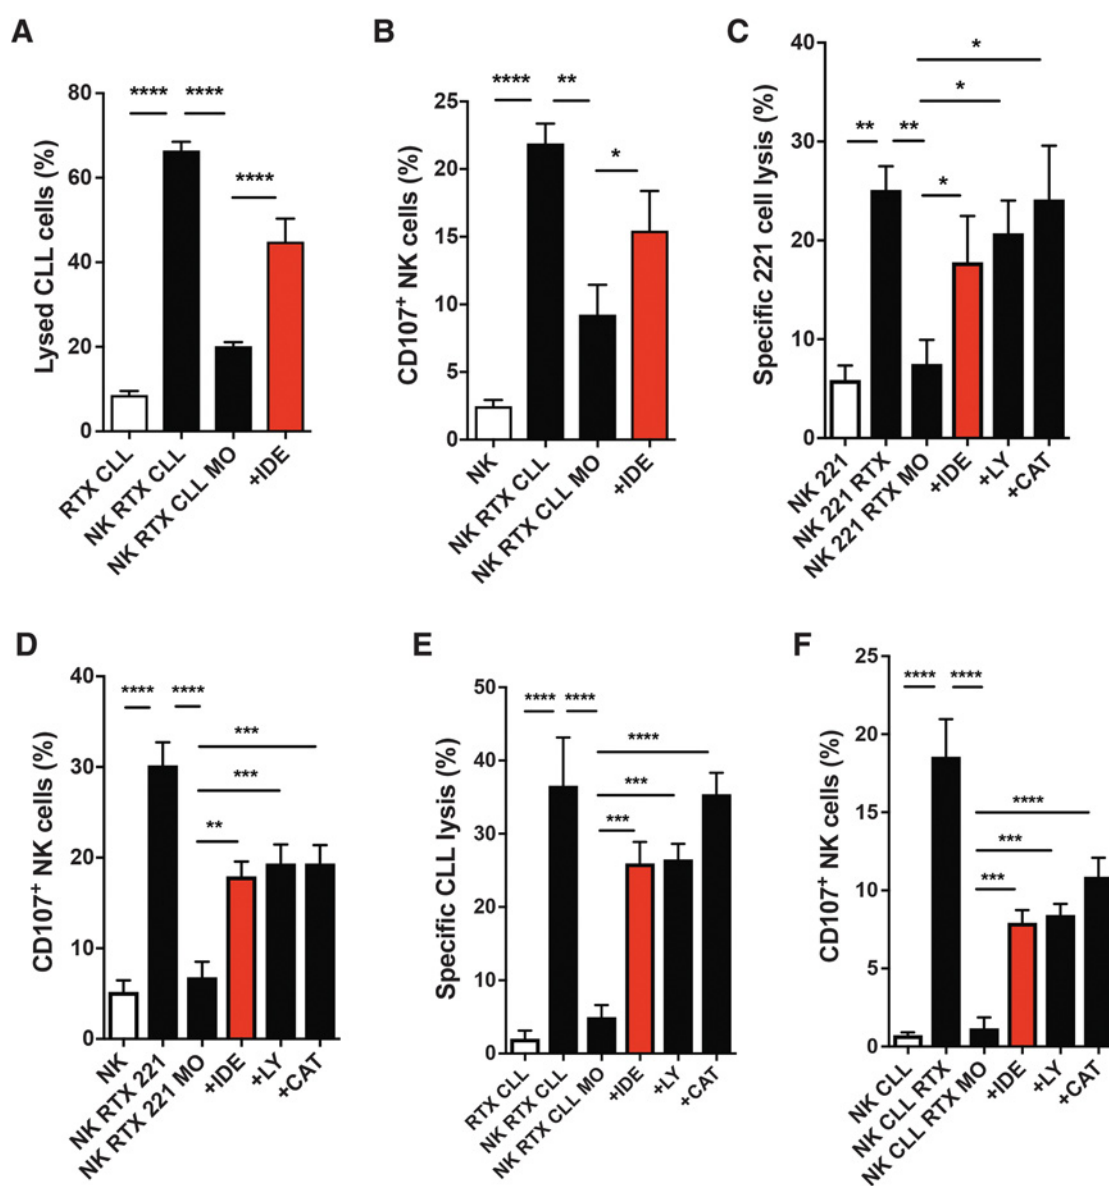 A
Lysed CLL cells (%)
80
60
40
20
0
**** ****
****
RTX CLL
NK RTX CLL
NK RTX CLL MO
+IDE
B
CD107+ NK cells (%)
25
20
15
10
5
0
**** **
*
NK
NK RTX CLL
NK RTX CLL MO
+IDE
C
Specific 221 cell lysis (%)
40
30
20
10
0
*
*
** **
*
NK 221
NK 221 RTX
NK 221 RTX MO
+IDE
+LY
+CAT
D
CD107+ NK cells (%)
40
30
20
10
0
**** ****
***
***
**
NK
NK RTX 221
NK RTX 221 MO
+IDE
+LY
+CAT
E
Specific CLL lysis (%)
50
40
30
20
10
0
**** ****
****
***
***
RTX CLL
NK RTX CLL
NK RTX CLL MO
+IDE
+LY
+CAT
F
CD107+ NK cells (%)
25
20
15
10
5
0
**** ****
****
***
***
NK CLL
NK CLL RTX
NK CLL RTX MO
+IDE
+LY
+CAT